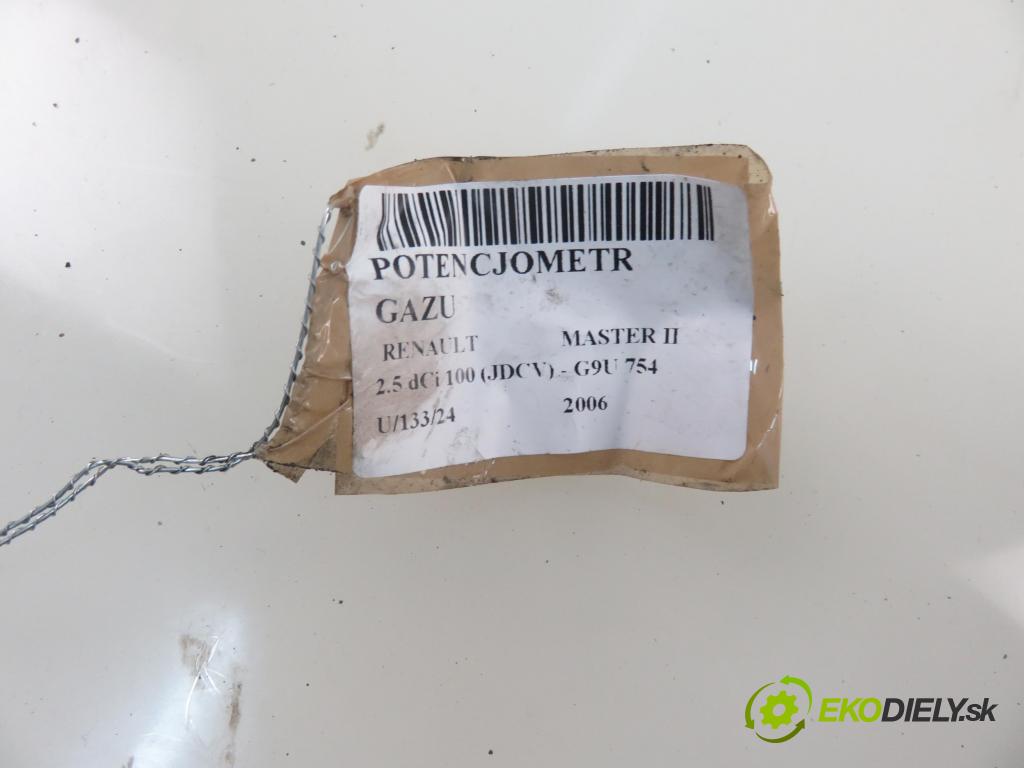 POTENCJOMETR
GAZU
RENAULT MASTER II
2.5 dCi 100 (JDCV) - G9U 754
U/133/24 2006
EKODIELY.sk